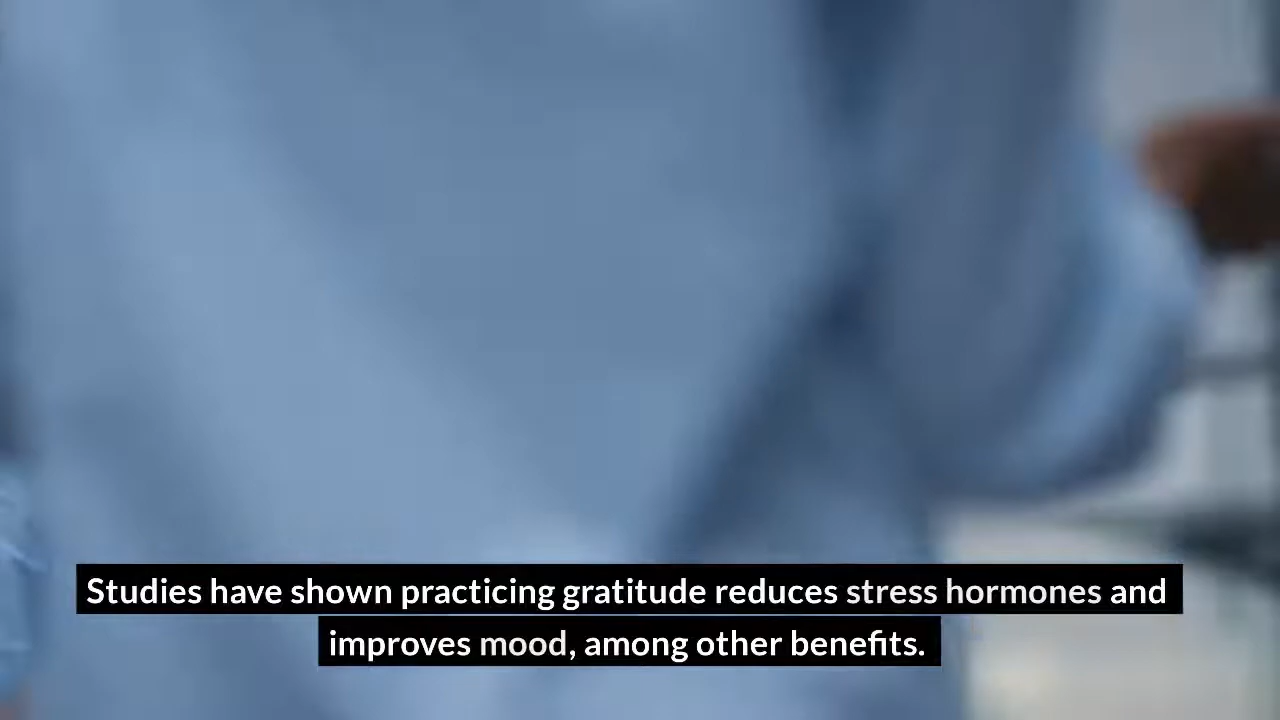 Studies have shown practicing gratitude reduces stress hormones and
improves mood, among other benefits.